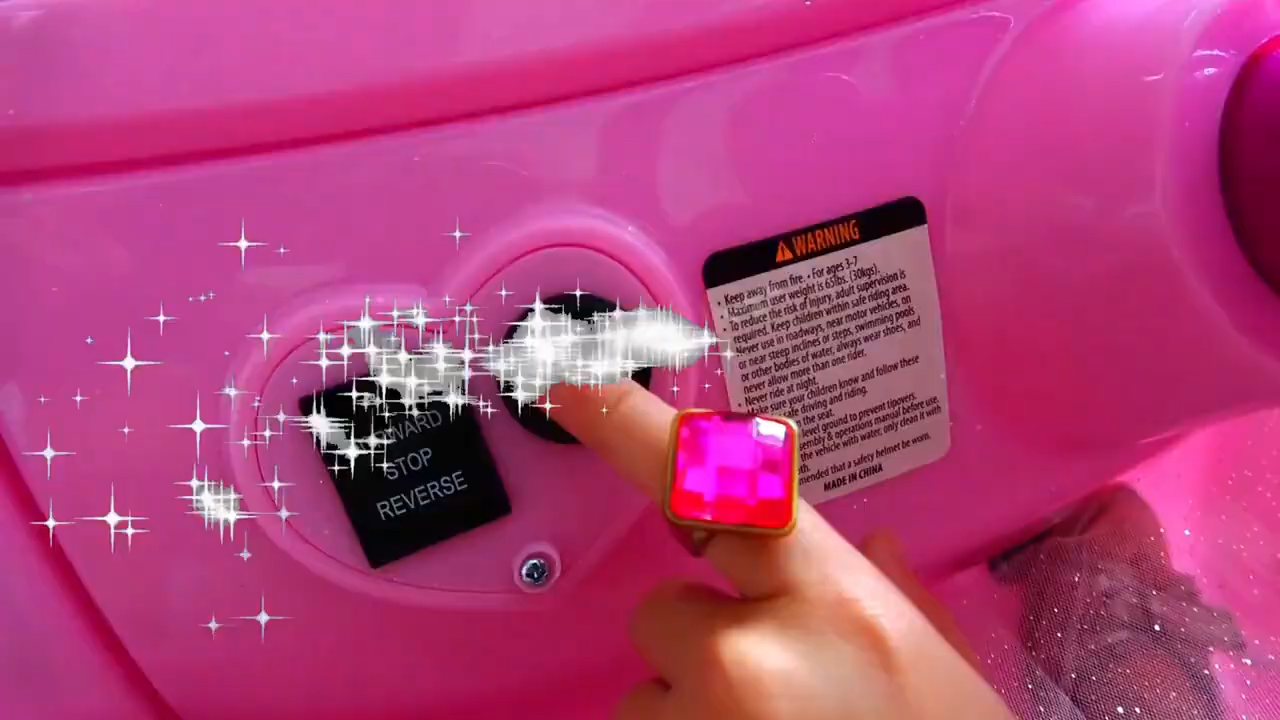 WARD
STOP
REVERSE
WARNING
• Keep away from fire • For ages 3-7
• Maximum user weight is 65lbs. (30kgs).
• To reduce the risk of injury, adult supervision is
required. Keep children within safe riding area.
Never use in roadways, near motor vehicles, on
or near steep inclines or steps, swimming pools
or other bodies of water, always wear shoes, and
never allow more than one rider.
• Never ride at night.
• Make sure your children know and follow these
safe driving and riding.
the seat.
level ground to prevent tipovers.
& operations manual before use.
the vehicle with water, only clean it with
that a safety helmet be worn.
MADE IN CHINA